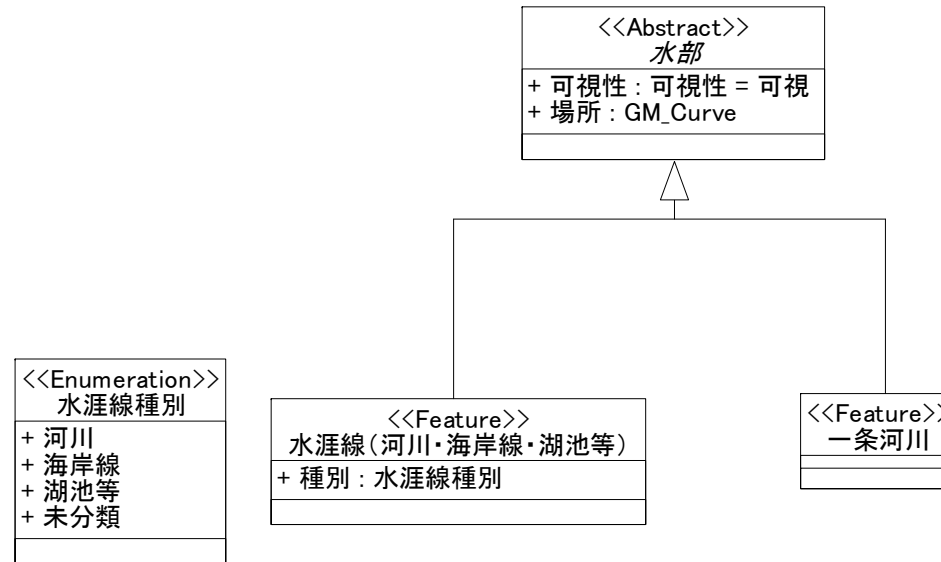 <<Abstract>>
水部
+ 可視性 : 可視性 = 可視
+ 場所 : GM_Curve
<<Enumeration>>
水涯線種別
+ 河川
+ 海岸線
+ 湖池等
+ 未分類
<<Feature>>
水涯線(河川・海岸線・湖池等)
+ 種別 : 水涯線種別
<<Feature>>
一条河川